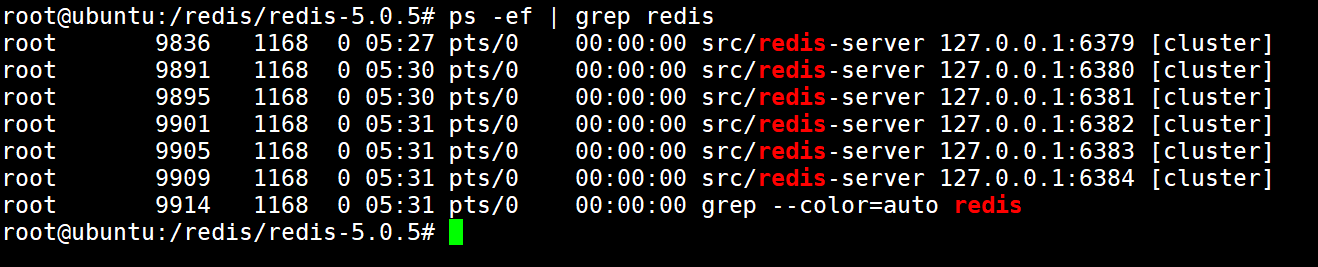 root@ubuntu:/redis/redis-5.0.5# ps -ef | grep redis
root       9836   1168  0 05:27 pts/0    00:00:00 src/redis-server 127.0.0.1:6379 [cluster]
root       9891   1168  0 05:30 pts/0    00:00:00 src/redis-server 127.0.0.1:6380 [cluster]
root       9895   1168  0 05:30 pts/0    00:00:00 src/redis-server 127.0.0.1:6381 [cluster]
root       9901   1168  0 05:31 pts/0    00:00:00 src/redis-server 127.0.0.1:6382 [cluster]
root       9905   1168  0 05:31 pts/0    00:00:00 src/redis-server 127.0.0.1:6383 [cluster]
root       9909   1168  0 05:31 pts/0    00:00:00 src/redis-server 127.0.0.1:6384 [cluster]
root       9914   1168  0 05:31 pts/0    00:00:00 grep --color=auto redis
root@ubuntu:/redis/redis-5.0.5#